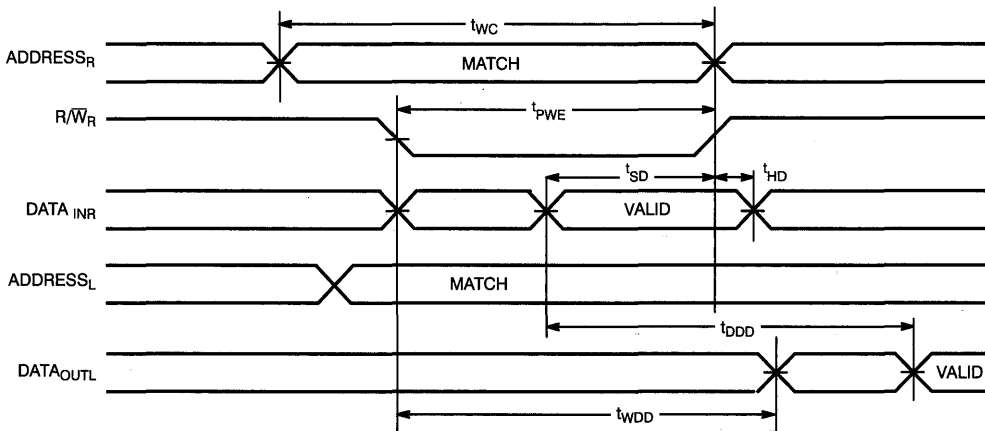 tWC
ADDRESSR
MATCH
tPWE
R/W̅R
tSD
tHD
DATA INR
VALID
ADDRESSL
MATCH
tDDD
DATAOUTL
VALID
tWDD